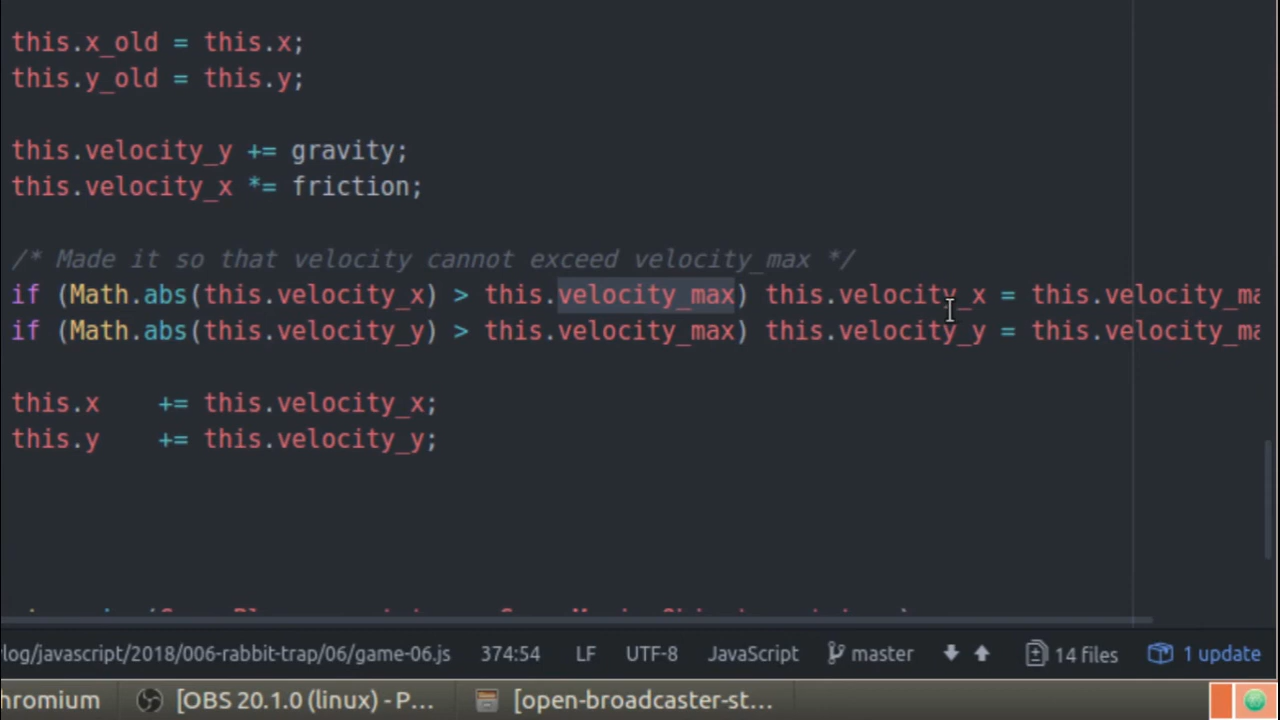 this.x_old = this.x;
this.y_old = this.y;
this.velocity_y += gravity;
this.velocity_x *= friction;
/* Made it so that velocity cannot exceed velocity_max */
if (Math.abs(this.velocity_x) > this.velocity_max) this.velocity_x = this.velocity_ma
if (Math.abs(this.velocity_y) > this.velocity_max) this.velocity_y = this.velocity_ma
this.x += this.velocity_x;
this.y += this.velocity_y;
log/javascript/2018/006-rabbit-trap/06/game-06.js 374:54 LF UTF-8 JavaScript master 14 files 1 update
hromium [OBS 20.1.0 (linux) - P... [open-broadcaster-st...